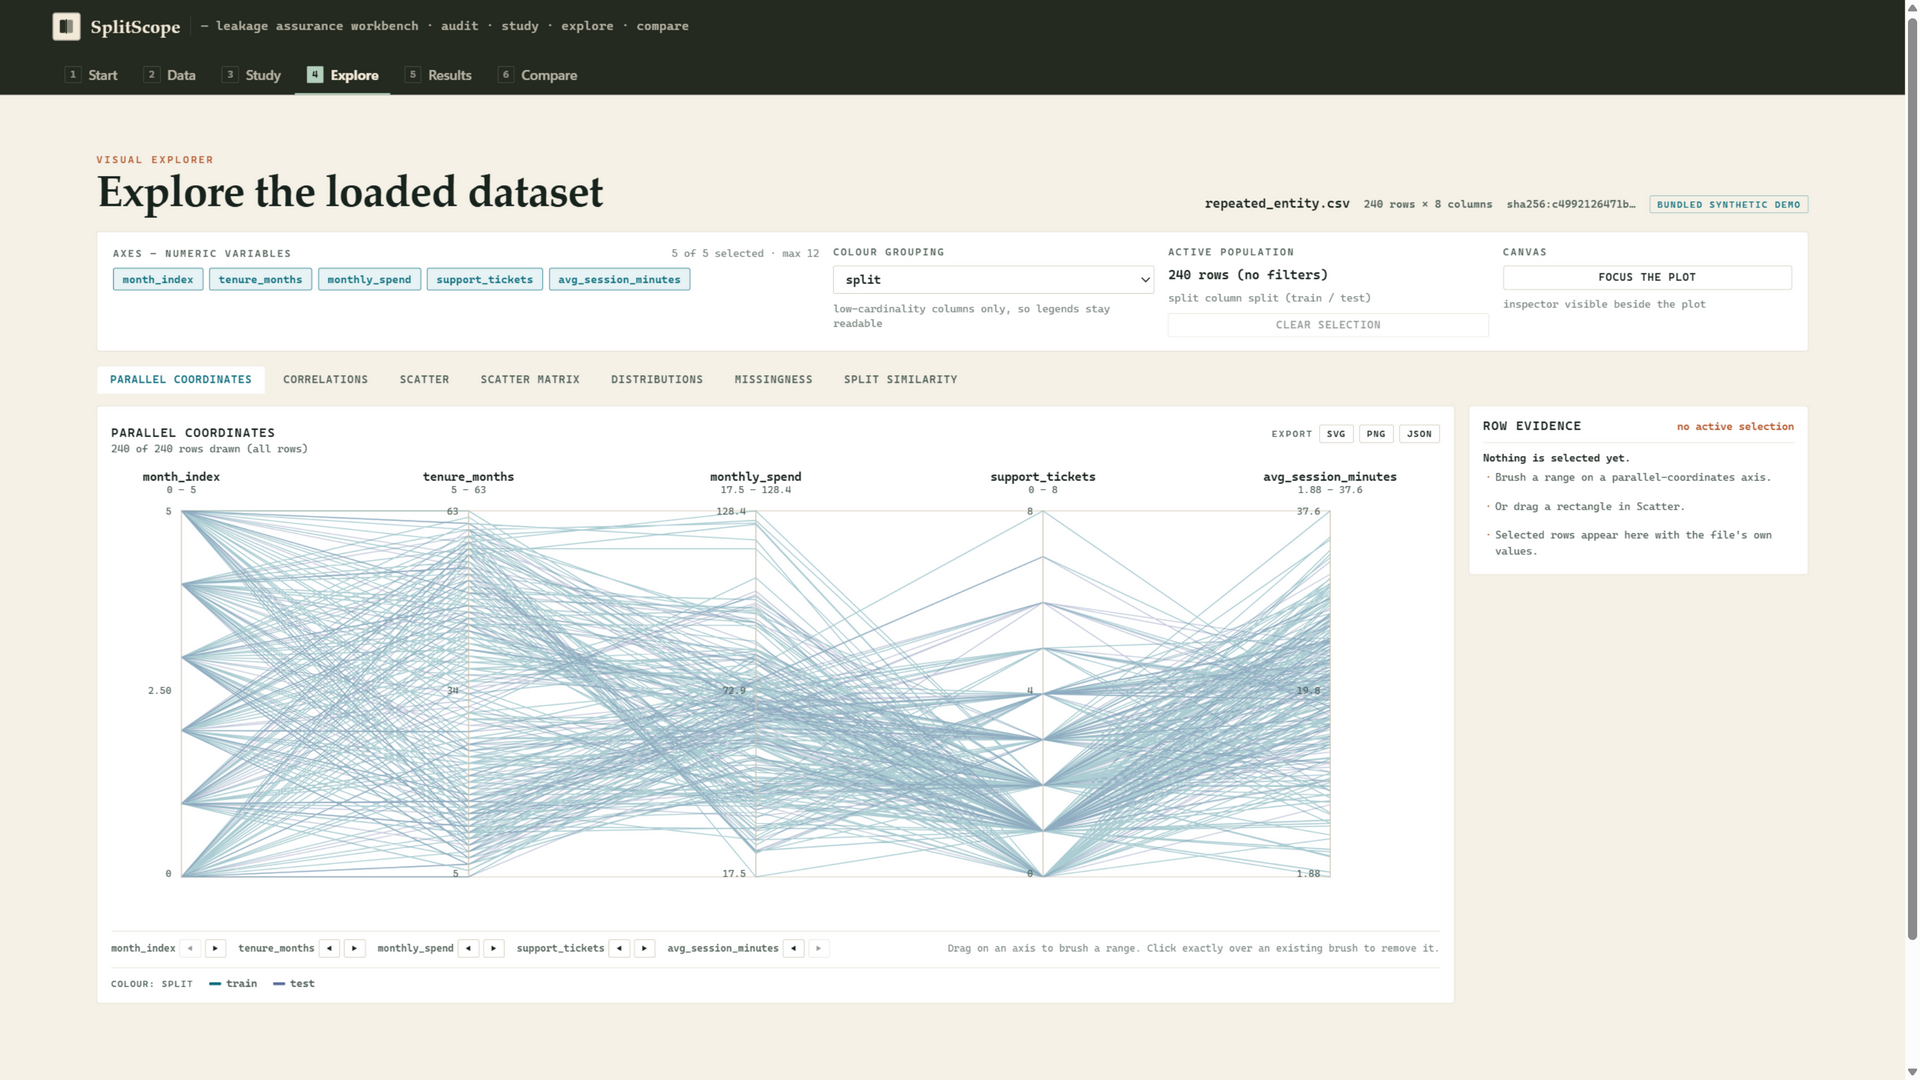 SplitScope — leakage assurance workbench · audit · study · explore · compare
1 Start 2 Data 3 Study 4 Explore 5 Results 6 Compare
VISUAL EXPLORER
Explore the loaded dataset
repeated_entity.csv 240 rows × 8 columns sha256:c4992126471b… BUNDLED SYNTHETIC DEMO
AXES — NUMERIC VARIABLES 5 of 5 selected · max 12
month_index tenure_months monthly_spend support_tickets avg_session_minutes
COLOUR GROUPING
split
low-cardinality columns only, so legends stay
readable
ACTIVE POPULATION
240 rows (no filters)
split column split (train / test)
CLEAR SELECTION
CANVAS
FOCUS THE PLOT
inspector visible beside the plot
PARALLEL COORDINATES CORRELATIONS SCATTER SCATTER MATRIX DISTRIBUTIONS MISSINGNESS SPLIT SIMILARITY
PARALLEL COORDINATES
240 of 240 rows drawn (all rows)
EXPORT SVG PNG JSON
month_index tenure_months monthly_spend support_tickets avg_session_minutes
0 – 5 5 – 63 17.5 – 128.4 0 – 8 1.88 – 37.6
5 63 128.4 8 37.6
2.50 34 72.9 4 19.8
0 5 17.5 0 1.88
month_index ◂ ▸ tenure_months ◂ ▸ monthly_spend ◂ ▸ support_tickets ◂ ▸ avg_session_minutes ◂ ▸ Drag on an axis to brush a range. Click exactly over an existing brush to remove it.
COLOUR: SPLIT train test
ROW EVIDENCE no active selection
Nothing is selected yet.
· Brush a range on a parallel-coordinates axis.
· Or drag a rectangle in Scatter.
· Selected rows appear here with the file's own
values.